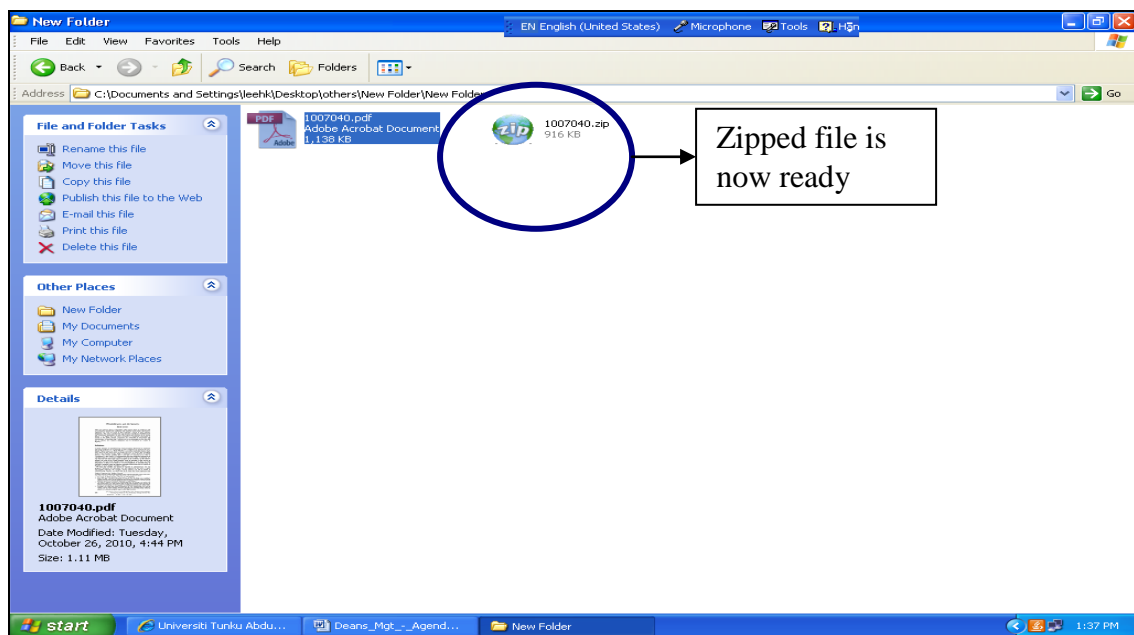 New Folder
EN English (United States) Microphone Tools
File Edit View Favorites Tools Help
Back Search Folders
Address C:\Documents and Settings\leehk\Desktop\others\New Folder\New Folder Go
File and Folder Tasks
Rename this file
Move this file
Copy this file
Publish this file to the Web
E-mail this file
Print this file
Delete this file
PDF
Adobe
1007040.pdf
Adobe Acrobat Document
1,138 KB
zip
1007040.zip
916 KB
Zipped file is
now ready
Other Places
New Folder
My Documents
My Computer
My Network Places
Details
1007040.pdf
Adobe Acrobat Document
Date Modified: Tuesday,
October 26, 2010, 4:44 PM
Size: 1.11 MB
start Universiti Tunku Abdu... Deans_Mgt_-_Agend... New Folder 1:37 PM